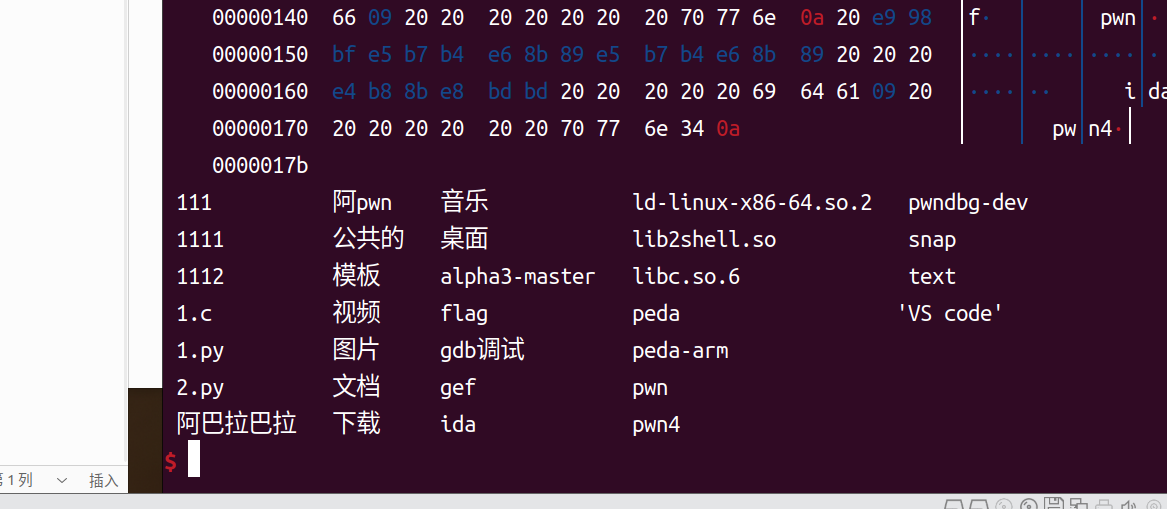 00000140  66 09 20 20  20 20 20 20  20 70 77 6e  0a 20 e9 98  │f·      pwn ·
00000150  bf e5 b7 b4  e6 8b 89 e5  b7 b4 e6 8b  89 20 20 20  │····│····│····│·
00000160  e4 b8 8b e8  bd bd 20 20  20 20 20 69  64 61 09 20  │····│··   i│da
00000170  20 20 20 20  20 20 70 77  6e 34 0a  pw│n4·│
0000017b
111 阿pwn 音乐 ld-linux-x86-64.so.2 pwndbg-dev
1111 公共的 桌面 lib2shell.so snap
1112 模板 alpha3-master libc.so.6 text
1.c 视频 flag peda 'VS code'
1.py 图片 gdb调试 peda-arm
2.py 文档 gef pwn
阿巴拉巴拉 下载 ida pwn4
$
第 1 列 插入